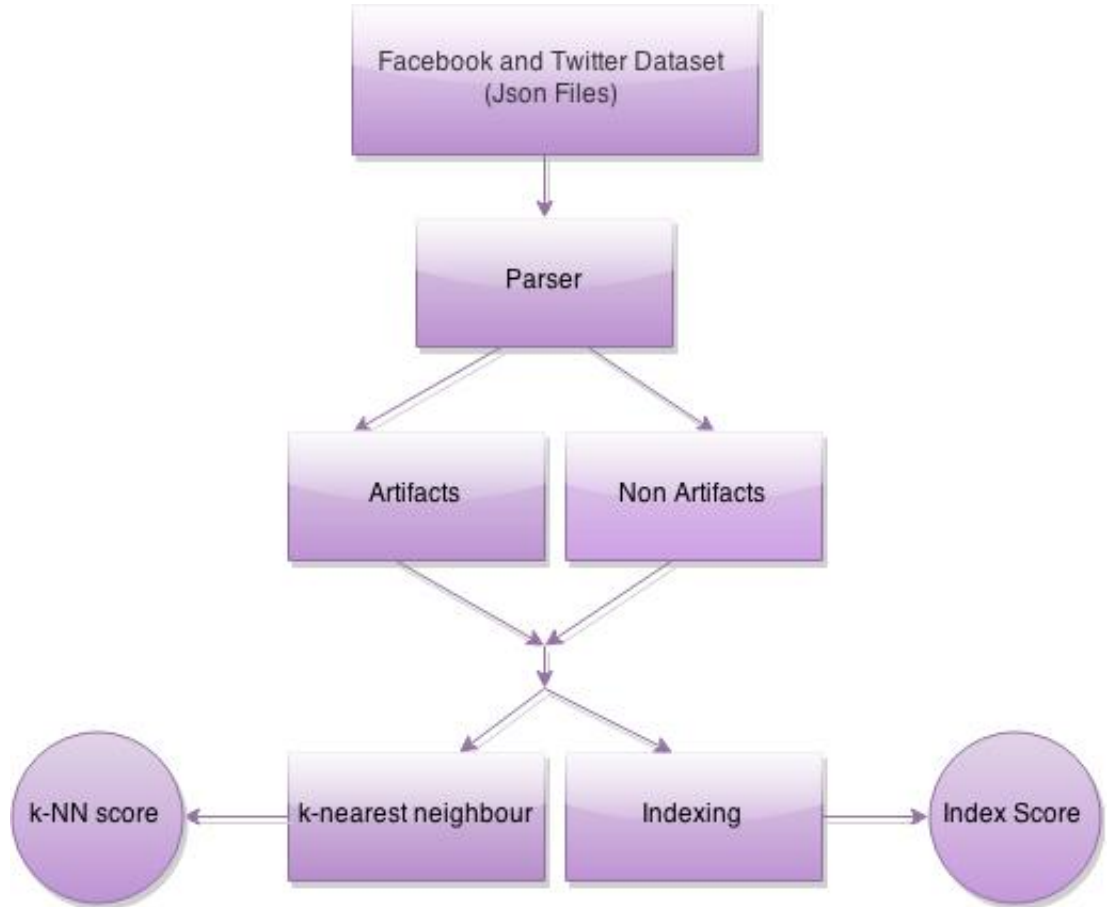 Facebook and Twitter Dataset
(Json Files)
Parser
Artifacts
Non Artifacts
k-NN score
k-nearest neighbour
Indexing
Index Score